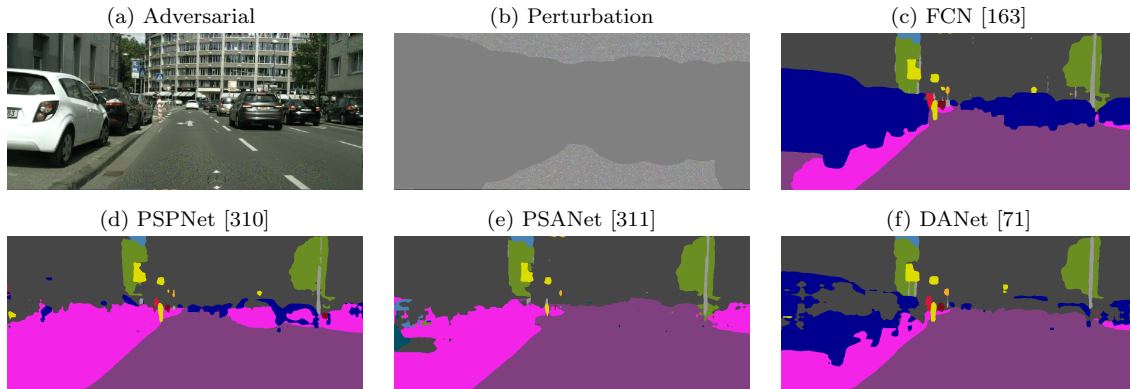 (a) Adversarial
(b) Perturbation
(c) FCN [163]
(d) PSPNet [310]
(e) PSANet [311]
(f) DANet [71]